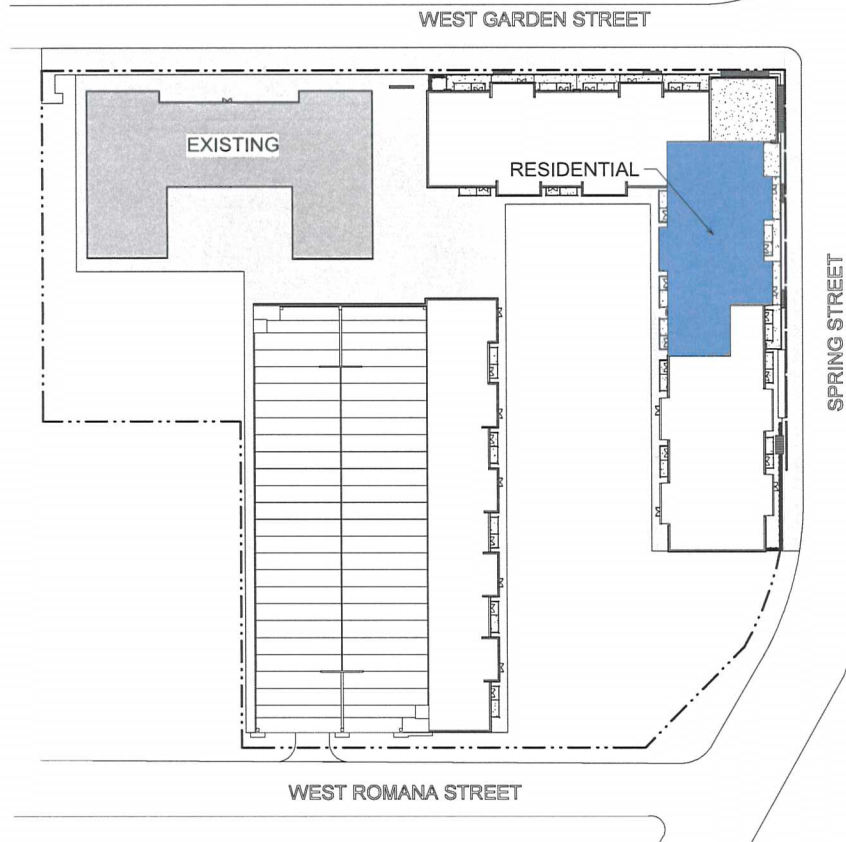 WEST GARDEN STREET
EXISTING
RESIDENTIAL
SPRING STREET
WEST ROMANA STREET